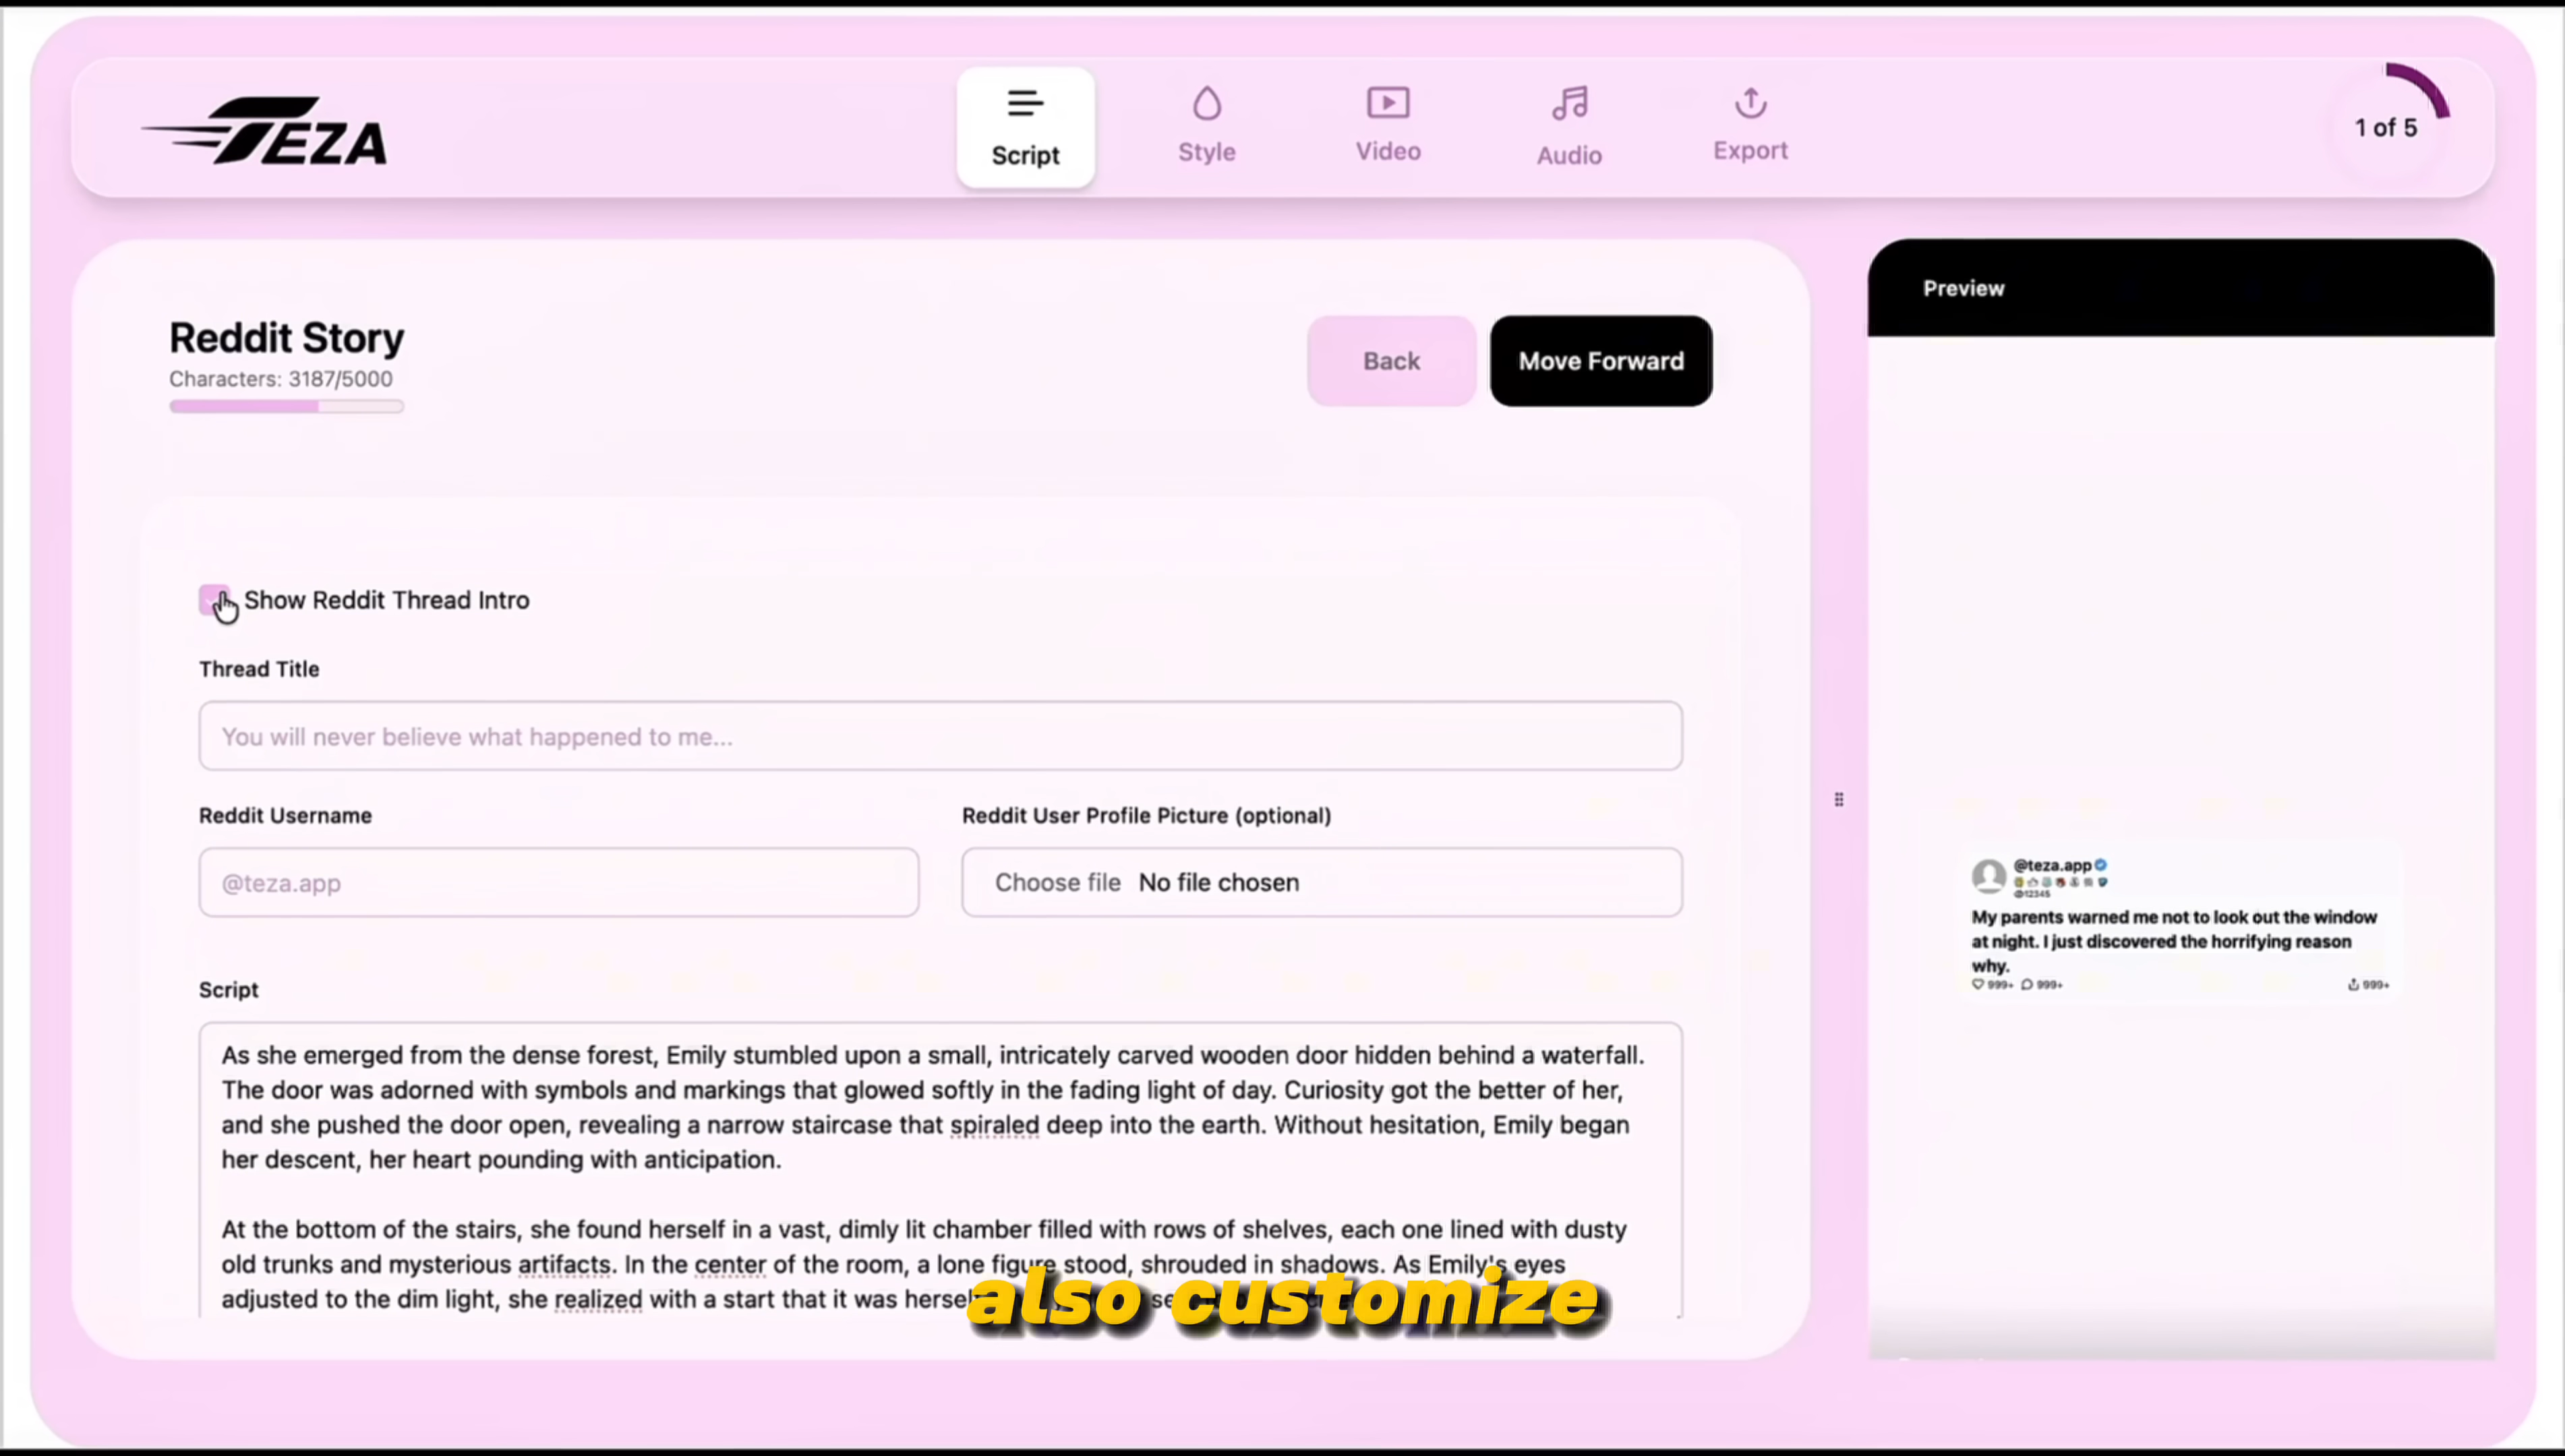 TEZA
Script
Style
Video
Audio
Export
1 of 5
Reddit Story
Characters: 3187/5000
Back
Move Forward
Preview
Show Reddit Thread Intro
Thread Title
You will never believe what happened to me...
Reddit Username
Reddit User Profile Picture (optional)
@teza.app
Choose file No file chosen
@teza.app
@12345
My parents warned me not to look out the window
at night. I just discovered the horrifying reason
why.
999+ 999+ 999+
Script
As she emerged from the dense forest, Emily stumbled upon a small, intricately carved wooden door hidden behind a waterfall.
The door was adorned with symbols and markings that glowed softly in the fading light of day. Curiosity got the better of her,
and she pushed the door open, revealing a narrow staircase that spiraled deep into the earth. Without hesitation, Emily began
her descent, her heart pounding with anticipation.
At the bottom of the stairs, she found herself in a vast, dimly lit chamber filled with rows of shelves, each one lined with dusty
old trunks and mysterious artifacts. In the center of the room, a lone figure stood, shrouded in shadows. As Emily's eyes
adjusted to the dim light, she realized with a start that it was
also customize